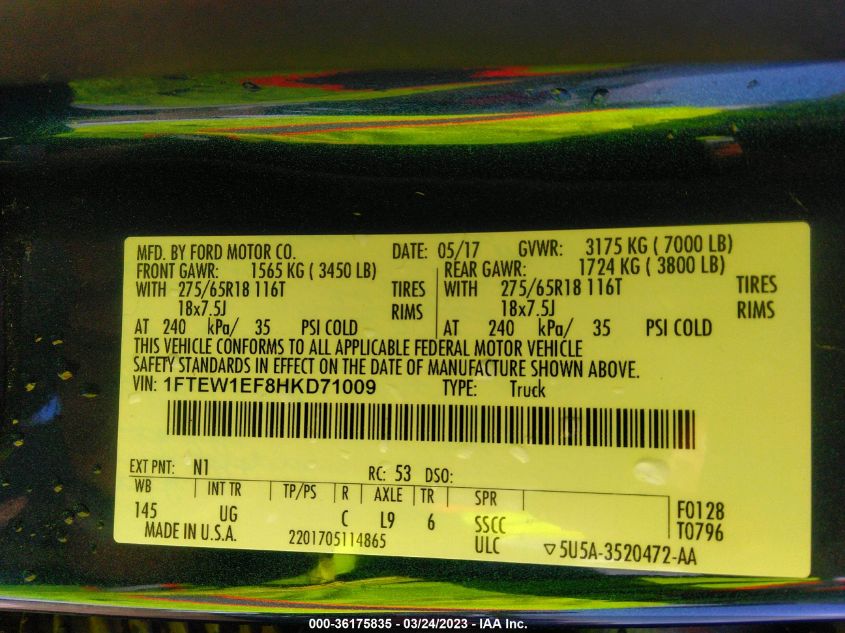 MFD. BY FORD MOTOR CO. DATE: 05/17 GVWR: 3175 KG ( 7000 LB)
FRONT GAWR: 1565 KG ( 3450 LB) REAR GAWR: 1724 KG ( 3800 LB)
WITH 275/65R18 116T TIRES WITH 275/65R18 116T TIRES
18x7.5J RIMS 18x7.5J RIMS
AT 240 kPa/ 35 PSI COLD AT 240 kPa/ 35 PSI COLD
THIS VEHICLE CONFORMS TO ALL APPLICABLE FEDERAL MOTOR VEHICLE
SAFETY STANDARDS IN EFFECT ON THE DATE OF MANUFACTURE SHOWN ABOVE.
VIN: 1FTEW1EF8HKD71009 TYPE: Truck
EXT PNT: N1 RC: 53 DSO:
WB INT TR TP/PS R AXLE TR SPR
145 UG C L9 6 SSCC F0128
MADE IN U.S.A. 2201705114865 ULC ▽5U5A-3520472-AA T0796
000-36175835 - 03/24/2023 - IAA Inc.